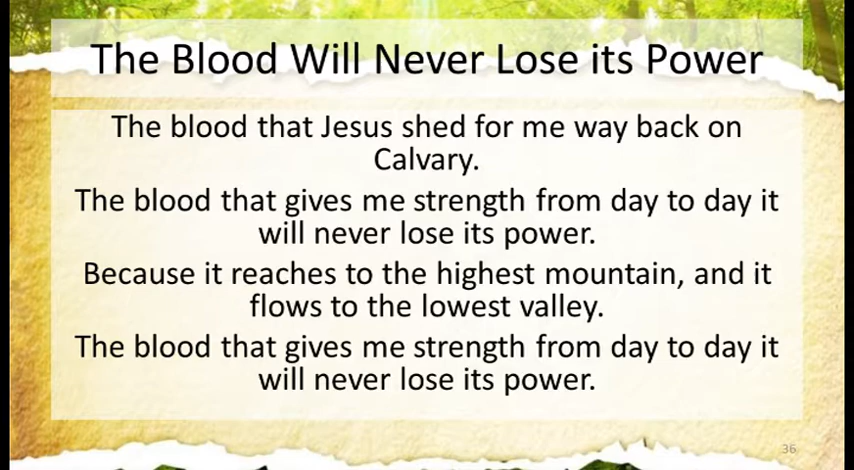 The Blood Will Never Lose its Power
The blood that Jesus shed for me way back on
Calvary.
The blood that gives me strength from day to day it
will never lose its power.
Because it reaches to the highest mountain, and it
flows to the lowest valley.
The blood that gives me strength from day to day it
will never lose its power.
36